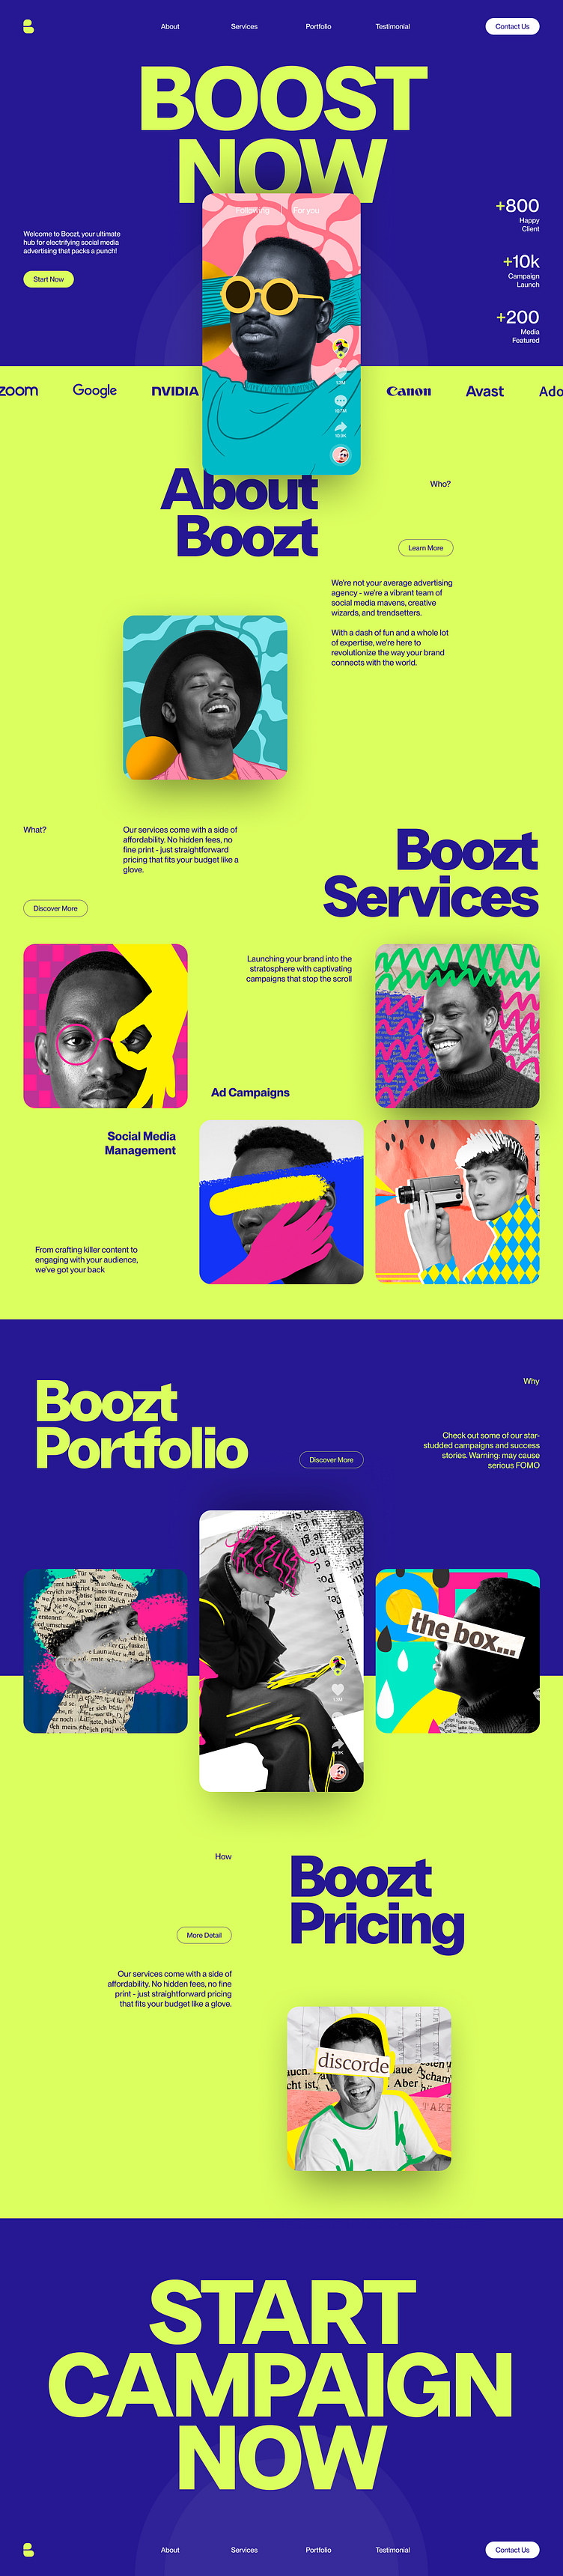 About
Services
Portfolio
Testimonial
Contact Us
BOOST
NOW
Following
For you
Welcome to Boozt, your ultimate
hub for electrifying social media
advertising that packs a punch!
Start Now
+800
Happy
Client
+10k
Campaign
Launch
+200
Media
Featured
zoom
Google
NVIDIA
Canon
Avast
Ado
About
Boozt
Who?
Learn More
We're not your average advertising
agency - we're a vibrant team of
social media mavens, creative
wizards, and trendsetters.
With a dash of fun and a whole lot
of expertise, we're here to
revolutionize the way your brand
connects with the world.
What?
Our services come with a side of
affordability. No hidden fees, no
fine print - just straightforward
pricing that fits your budget like a
glove.
Discover More
Boozt
Services
Launching your brand into the
stratosphere with captivating
campaigns that stop the scroll
Ad Campaigns
Social Media
Management
From crafting killer content to
engaging with your audience,
we've got your back
Boozt
Portfolio
Discover More
Why
Check out some of our star-
studded campaigns and success
stories. Warning: may cause
serious FOMO
the box...
How
More Detail
Our services come with a side of
affordability. No hidden fees, no fine
print - just straightforward pricing
that fits your budget like a glove.
Boozt
Pricing
discorde
START
CAMPAIGN
NOW
About
Services
Portfolio
Testimonial
Contact Us